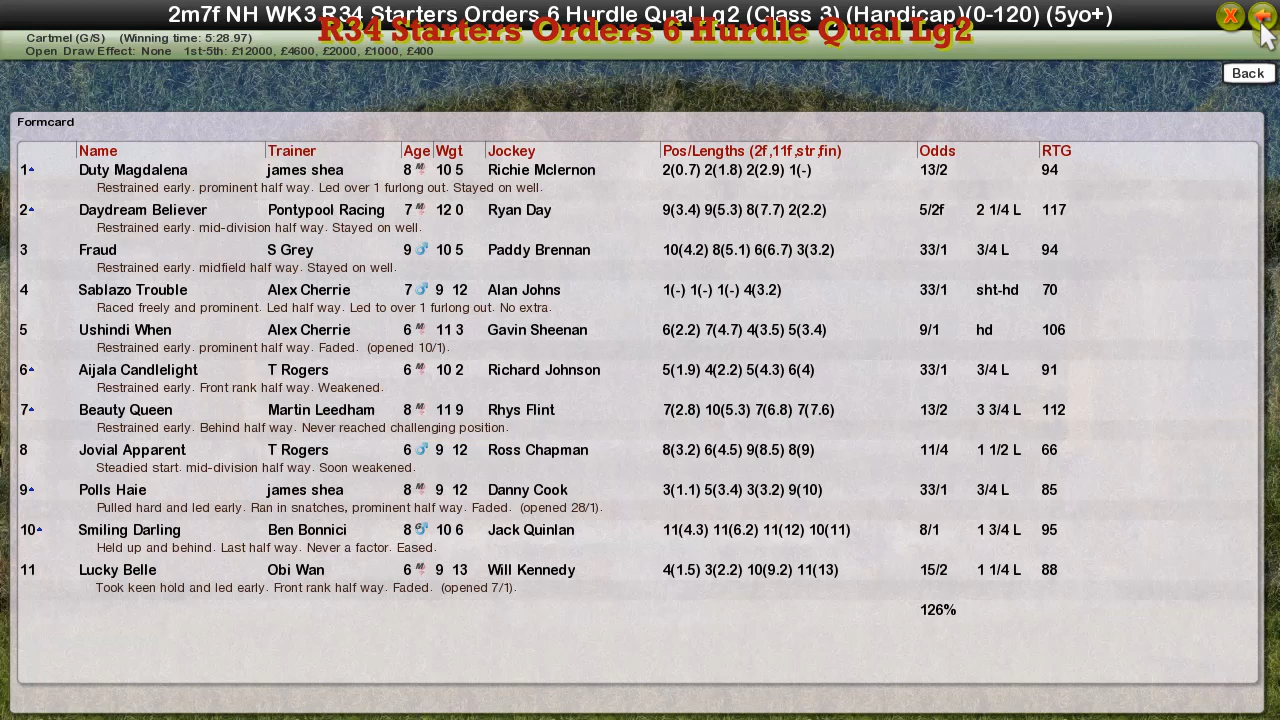 2m7f NH WK3 R34 Starters Orders 6 Hurdle Qual Lg2 (Class 3) (Handicap)(0-120) (5yo+)
R34 Starters Orders 6 Hurdle Qual Lg2
X
Cartmel (G/S) (Winning time: 5:28.97)
Open Draw Effect: None 1st-5th: £12000, £4600, £2000, £1000, £400
Back
Formcard
Name Trainer Age Wgt Jockey Pos/Lengths (2f,11f,str,fin) Odds RTG
1 Duty Magdalena james shea 8 M 10 5 Richie Mclernon 2(0.7) 2(1.8) 2(2.9) 1(-) 13/2 94
Restrained early. prominent half way. Led over 1 furlong out. Stayed on well.
2 Daydream Believer Pontypool Racing 7 M 12 0 Ryan Day 9(3.4) 9(5.3) 8(7.7) 2(2.2) 5/2f 2 1/4 L 117
Restrained early. mid-division half way. Stayed on well.
3 Fraud S Grey 9 10 5 Paddy Brennan 10(4.2) 8(5.1) 6(6.7) 3(3.2) 33/1 3/4 L 94
Restrained early. midfield half way. Stayed on well.
4 Sablazo Trouble Alex Cherrie 7 9 12 Alan Johns 1(-) 1(-) 1(-) 4(3.2) 33/1 sht-hd 70
Raced freely and prominent. Led half way. Led to over 1 furlong out. No extra.
5 Ushindi When Alex Cherrie 6 M 11 3 Gavin Sheenan 6(2.2) 7(4.7) 4(3.5) 5(3.4) 9/1 hd 106
Restrained early. prominent half way. Faded. (opened 10/1).
6 Aijala Candlelight T Rogers 6 M 10 2 Richard Johnson 5(1.9) 4(2.2) 5(4.3) 6(4) 33/1 3/4 L 91
Restrained early. Front rank half way. Weakened.
7 Beauty Queen Martin Leedham 8 M 11 9 Rhys Flint 7(2.8) 10(5.3) 7(6.8) 7(7.6) 13/2 3 3/4 L 112
Restrained early. Behind half way. Never reached challenging position.
8 Jovial Apparent T Rogers 6 9 12 Ross Chapman 8(3.2) 6(4.5) 9(8.5) 8(9) 11/4 1 1/2 L 66
Steadied start. mid-division half way. Soon weakened.
9 Polls Haie james shea 8 M 9 12 Danny Cook 3(1.1) 5(3.4) 3(3.2) 9(10) 33/1 3/4 L 85
Pulled hard and led early. Ran in snatches, prominent half way. Faded. (opened 28/1).
10 Smiling Darling Ben Bonnici 8 G 10 6 Jack Quinlan 11(4.3) 11(6.2) 11(12) 10(11) 8/1 1 3/4 L 95
Held up and behind. Last half way. Never a factor. Eased.
11 Lucky Belle Obi Wan 6 M 9 13 Will Kennedy 4(1.5) 3(2.2) 10(9.2) 11(13) 15/2 1 1/4 L 88
Took keen hold and led early. Front rank half way. Faded. (opened 7/1).
126%